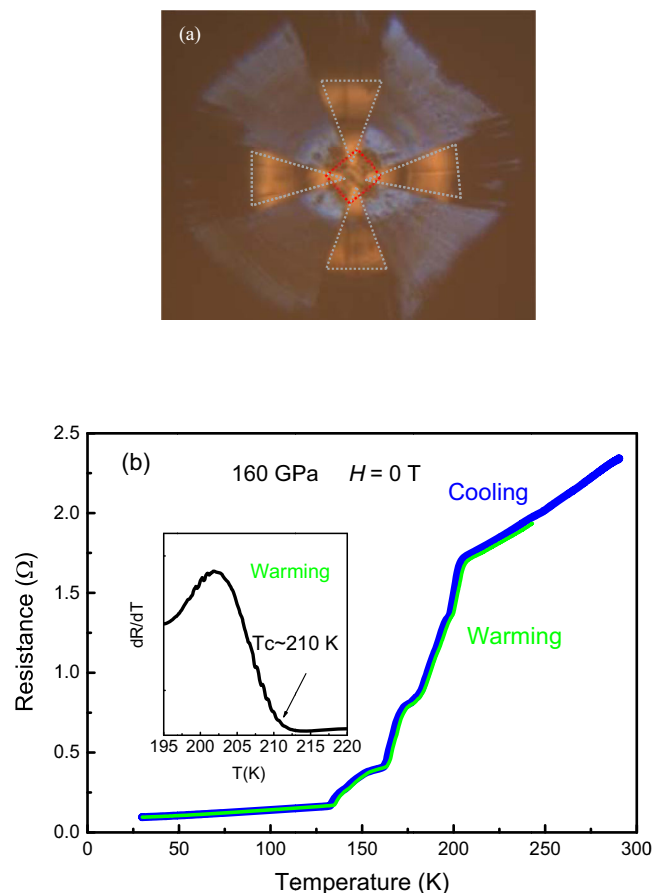 (a)
(b)
160 GPa H = 0 T
Cooling
Warming
Warming
Tc~210 K
dR/dT
195 200 205 210 215 220
T(K)
Resistance (Ω)
2.5
2.0
1.5
1.0
0.5
0.0
0 50 100 150 200 250 300
Temperature (K)